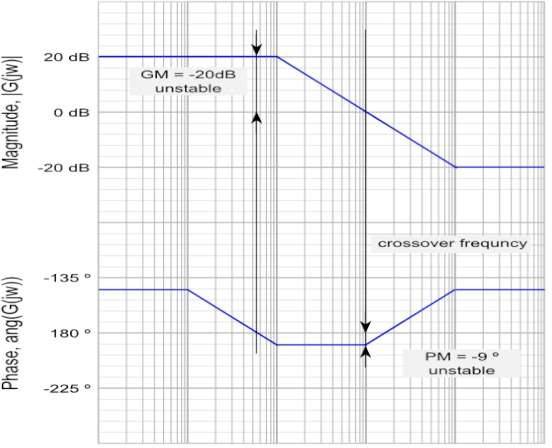 Magnitude, |G(jw)|
20 dB
GM = -20dB
unstable
0 dB
-20 dB
crossover frequncy
Phase, ang(G(jw))
-135 º
180 º
PM = -9 º
unstable
-225 º